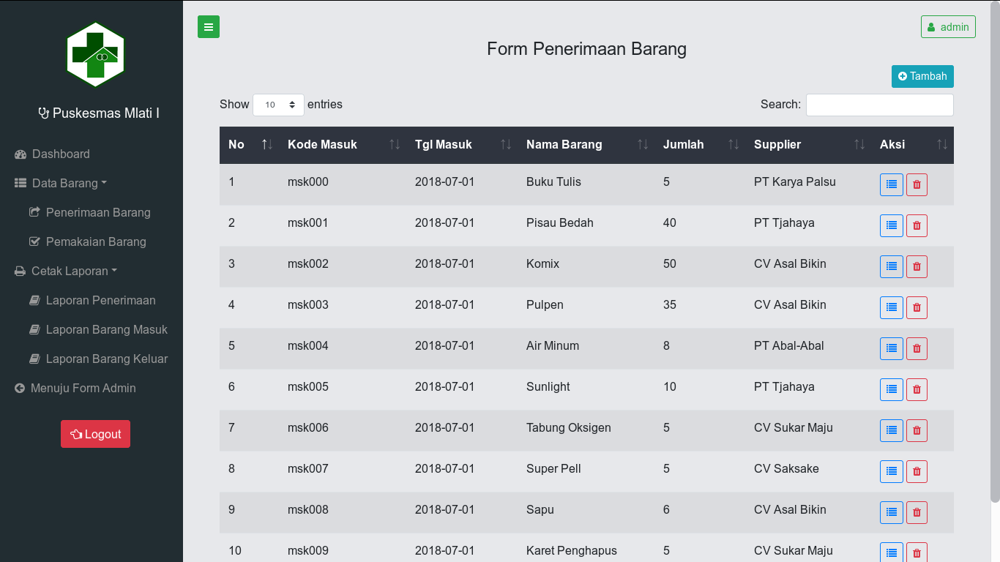 Puskesmas Mlati I
Dashboard
Data Barang
Penerimaan Barang
Pemakaian Barang
Cetak Laporan
Laporan Penerimaan
Laporan Barang Masuk
Laporan Barang Keluar
Menuju Form Admin
Logout
admin
Form Penerimaan Barang
Tambah
Show 10 entries Search:
No Kode Masuk Tgl Masuk Nama Barang Jumlah Supplier Aksi
1 msk000 2018-07-01 Buku Tulis 5 PT Karya Palsu
2 msk001 2018-07-01 Pisau Bedah 40 PT Tjahaya
3 msk002 2018-07-01 Komix 50 CV Asal Bikin
4 msk003 2018-07-01 Pulpen 35 CV Asal Bikin
5 msk004 2018-07-01 Air Minum 8 PT Abal-Abal
6 msk005 2018-07-01 Sunlight 10 PT Tjahaya
7 msk006 2018-07-01 Tabung Oksigen 5 CV Sukar Maju
8 msk007 2018-07-01 Super Pell 5 CV Saksake
9 msk008 2018-07-01 Sapu 6 CV Asal Bikin
10 msk009 2018-07-01 Karet Penghapus 5 CV Sukar Maju